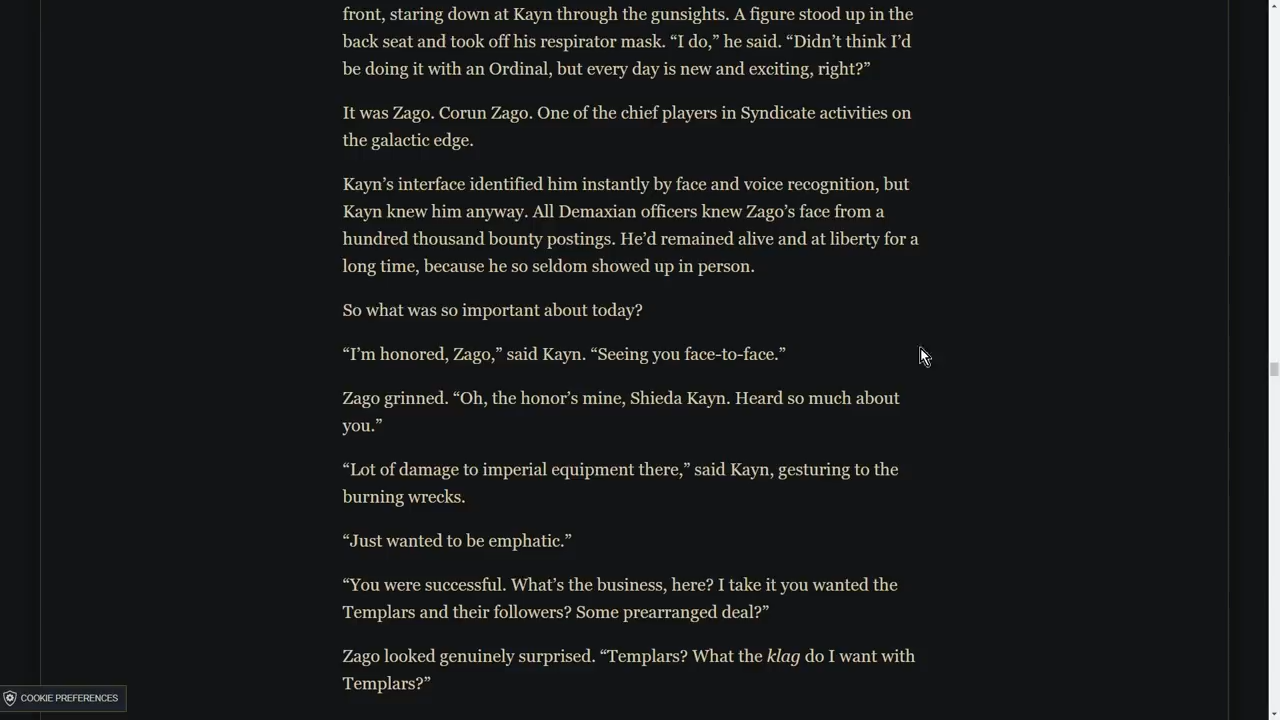 front, staring down at Kayn through the gunsights. A figure stood up in the
back seat and took off his respirator mask. “I do,” he said. “Didn’t think I’d
be doing it with an Ordinal, but every day is new and exciting, right?”
It was Zago. Corun Zago. One of the chief players in Syndicate activities on
the galactic edge.
Kayn’s interface identified him instantly by face and voice recognition, but
Kayn knew him anyway. All Demaxian officers knew Zago’s face from a
hundred thousand bounty postings. He’d remained alive and at liberty for a
long time, because he so seldom showed up in person.
So what was so important about today?
“I’m honored, Zago,” said Kayn. “Seeing you face-to-face.”
Zago grinned. “Oh, the honor’s mine, Shieda Kayn. Heard so much about
you.”
“Lot of damage to imperial equipment there,” said Kayn, gesturing to the
burning wrecks.
“Just wanted to be emphatic.”
“You were successful. What’s the business, here? I take it you wanted the
Templars and their followers? Some prearranged deal?”
Zago looked genuinely surprised. “Templars? What the klag do I want with
Templars?”
COOKIE PREFERENCES